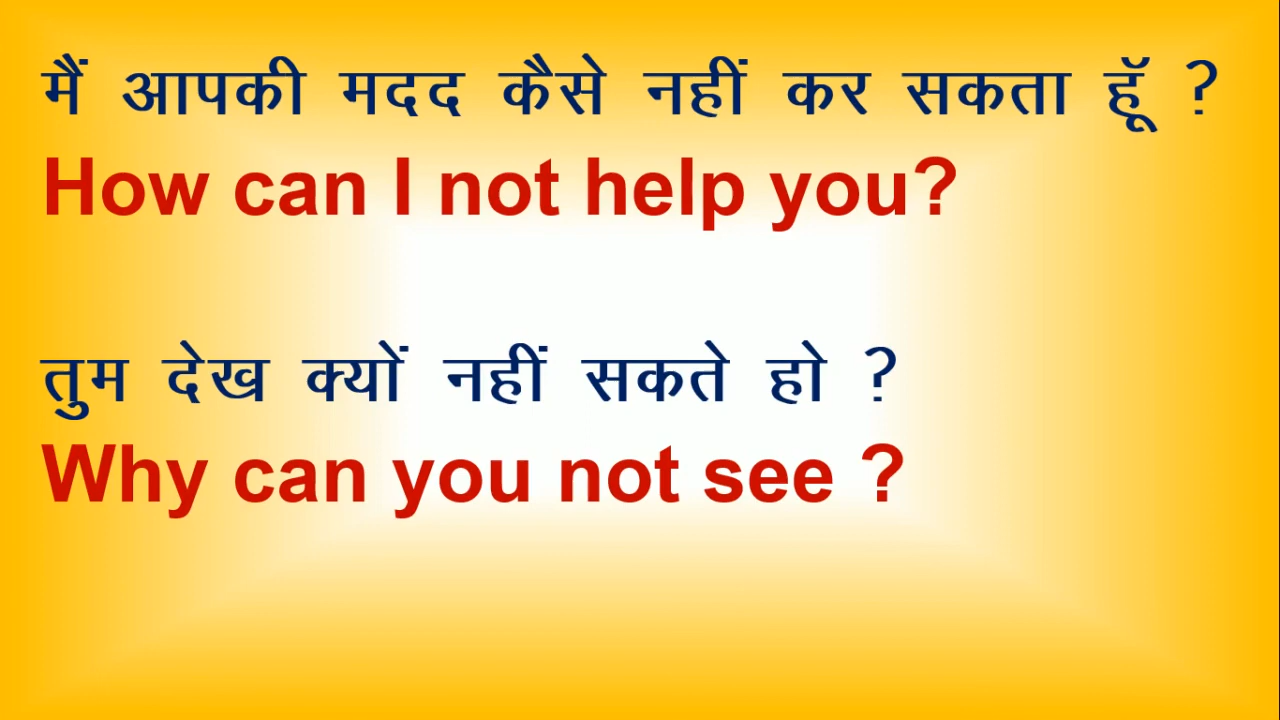 मैं आपकी मदद कैसे नहीं कर सकता हूॅ ?
How can I not help you?
तुम देख क्यों नहीं सकते हो ?
Why can you not see ?